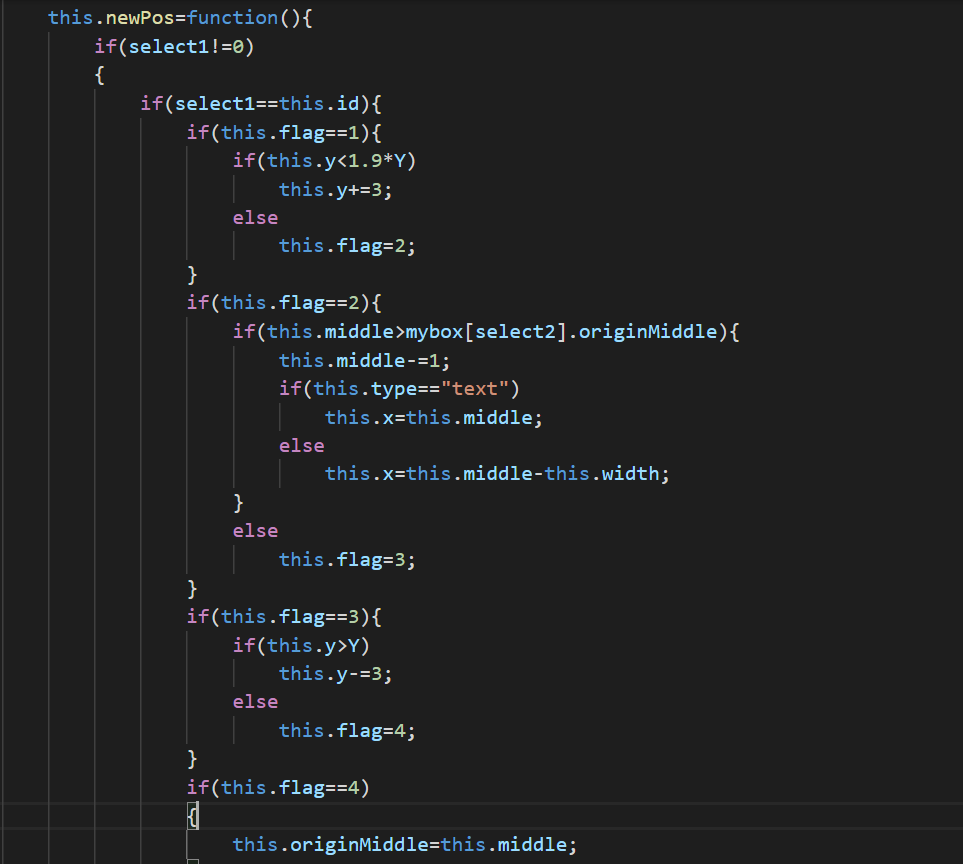 this.newPos=function(){
if(select1!=0)
{
if(select1==this.id){
if(this.flag==1){
if(this.y<1.9*Y)
this.y+=3;
else
this.flag=2;
}
if(this.flag==2){
if(this.middle>mybox[select2].originMiddle){
this.middle-=1;
if(this.type=="text")
this.x=this.middle;
else
this.x=this.middle-this.width;
}
else
this.flag=3;
}
if(this.flag==3){
if(this.y>Y)
this.y-=3;
else
this.flag=4;
}
if(this.flag==4)
{
this.originMiddle=this.middle;